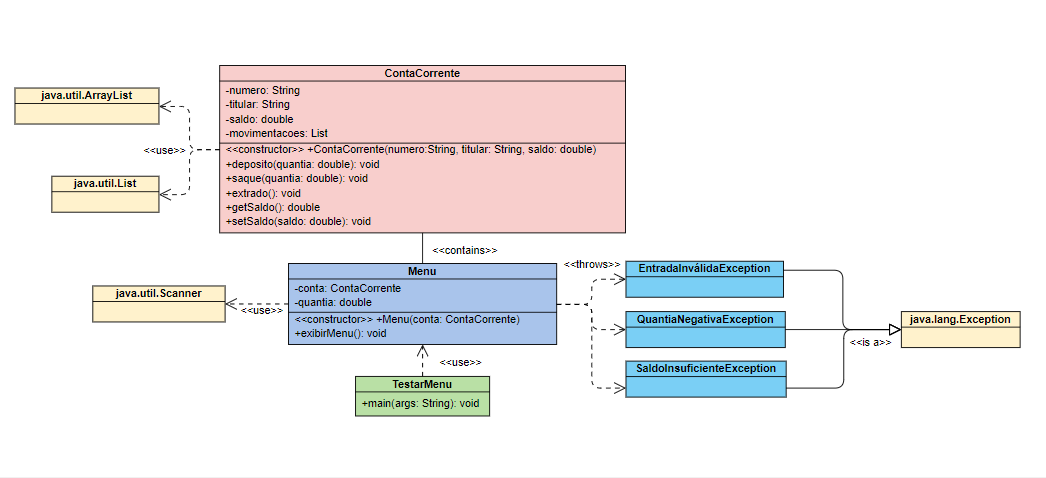 ContaCorrente
-numero: String
-titular: String
-saldo: double
-movimentacoes: List
<<constructor>> +ContaCorrente(numero:String, titular: String, saldo: double)
+deposito(quantia: double): void
+saque(quantia: double): void
+extrado(): void
+getSaldo(): double
+setSaldo(saldo: double): void
java.util.ArrayList
<<use>>
java.util.List
<<contains>>
Menu
-conta: ContaCorrente
-quantia: double
<<constructor>> +Menu(conta: ContaCorrente)
+exibirMenu(): void
java.util.Scanner
<<use>>
<<throws>>
EntradaInválidaException
QuantiaNegativaException
SaldoInsuficienteException
<<is a>>
java.lang.Exception
<<use>>
TestarMenu
+main(args: String): void